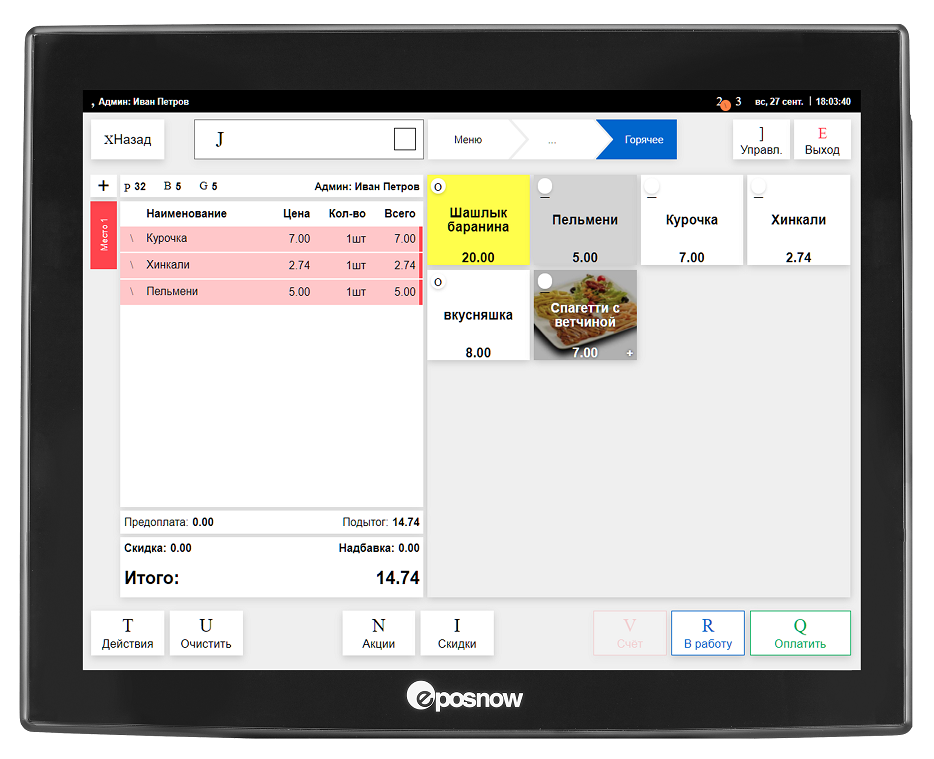 , Админ: Иван Петров 2 3 вс, 27 сент. | 18:03:40
XНазад J Меню ... Горячее ] Управл. E Выход
+ p 32 B 5 G 5 Админ: Иван Петров
Место 1
Наименование Цена Кол-во Всего
\ Курочка 7.00 1шт 7.00
\ Хинкали 2.74 1шт 2.74
\ Пельмени 5.00 1шт 5.00
Предоплата: 0.00 Подытог: 14.74
Скидка: 0.00 Надбавка: 0.00
Итого: 14.74
O
Шашлык
баранина
20.00
Пельмени
5.00
Курочка
7.00
Хинкали
2.74
O
вкусняшка
8.00
Спагетти с
ветчиной
7.00 +
T U N I V R Q
Действия Очистить Акции Скидки Счёт В работу Оплатить
eposnow